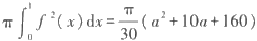 π∫₀¹ f²(x)dx = π/30 (a² + 10a + 160)